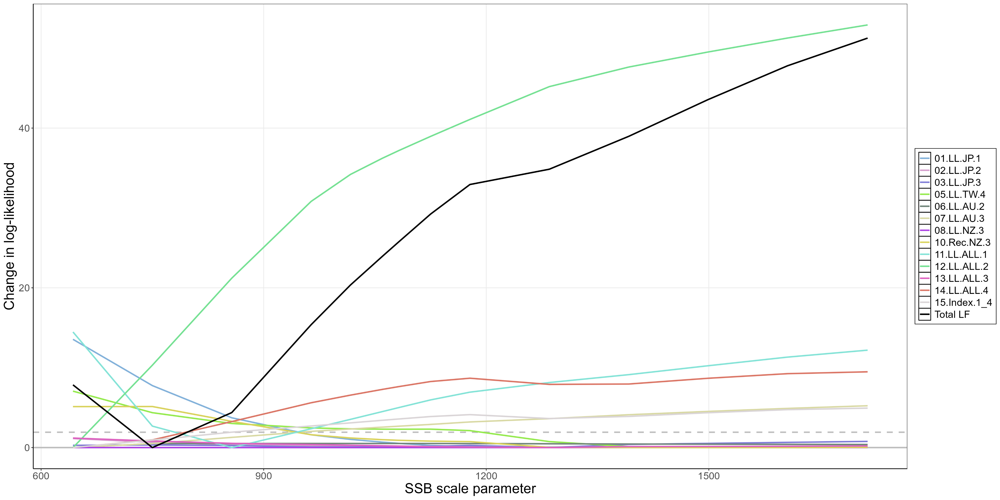 Change in log-likelihood
40
20
0
600
900
1200
1500
SSB scale parameter
01.LL.JP.1
02.LL.JP.2
03.LL.JP.3
05.LL.TW.4
06.LL.AU.2
07.LL.AU.3
08.LL.NZ.3
10.Rec.NZ.3
11.LL.ALL.1
12.LL.ALL.2
13.LL.ALL.3
14.LL.ALL.4
15.Index.1_4
Total LF